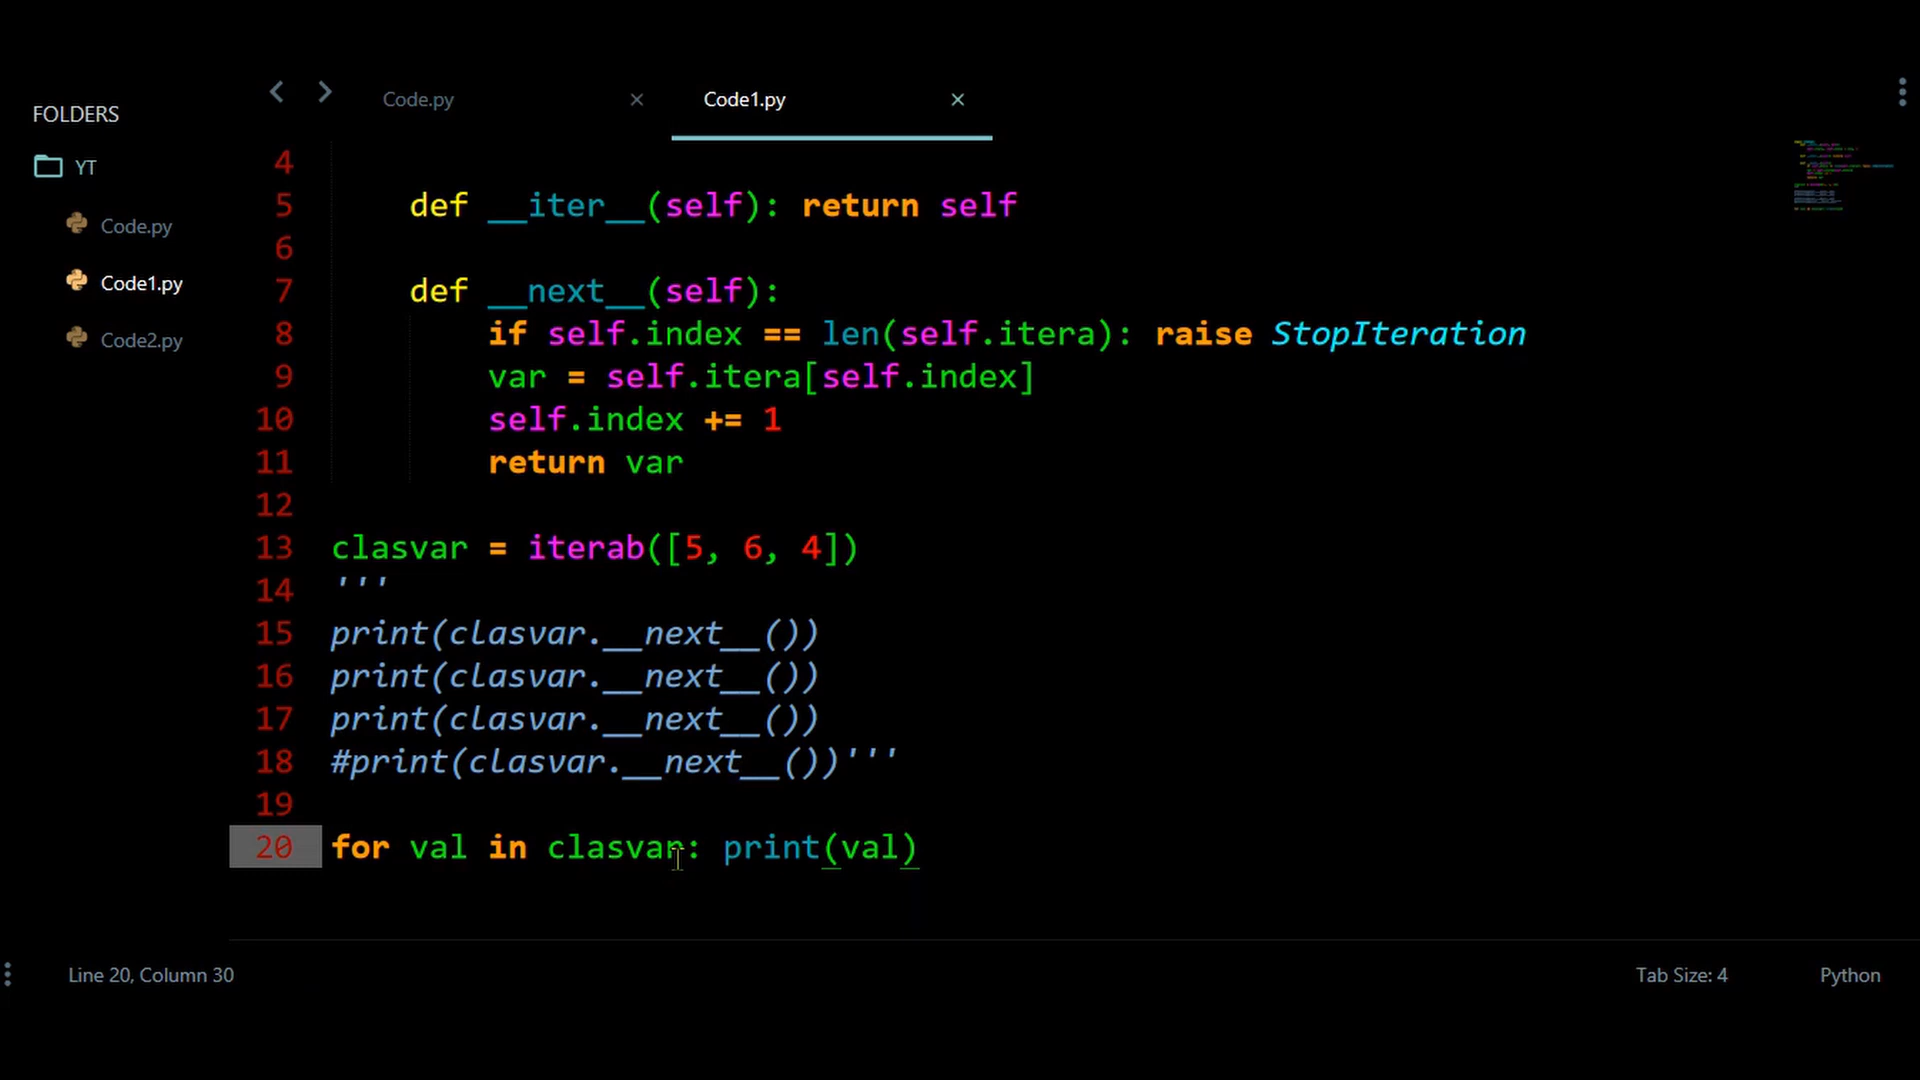 FOLDERS
YT
Code.py
Code1.py
Code2.py
Code.py
Code1.py
4
5 def __iter__(self): return self
6
7 def __next__(self):
8 if self.index == len(self.itera): raise StopIteration
9 var = self.itera[self.index]
10 self.index += 1
11 return var
12
13 clasvar = iterab([5, 6, 4])
14 '''
15 print(clasvar.__next__())
16 print(clasvar.__next__())
17 print(clasvar.__next__())
18 #print(clasvar.__next__())'''
19
20 for val in clasvar: print(val)
Line 20, Column 30
Tab Size: 4
Python